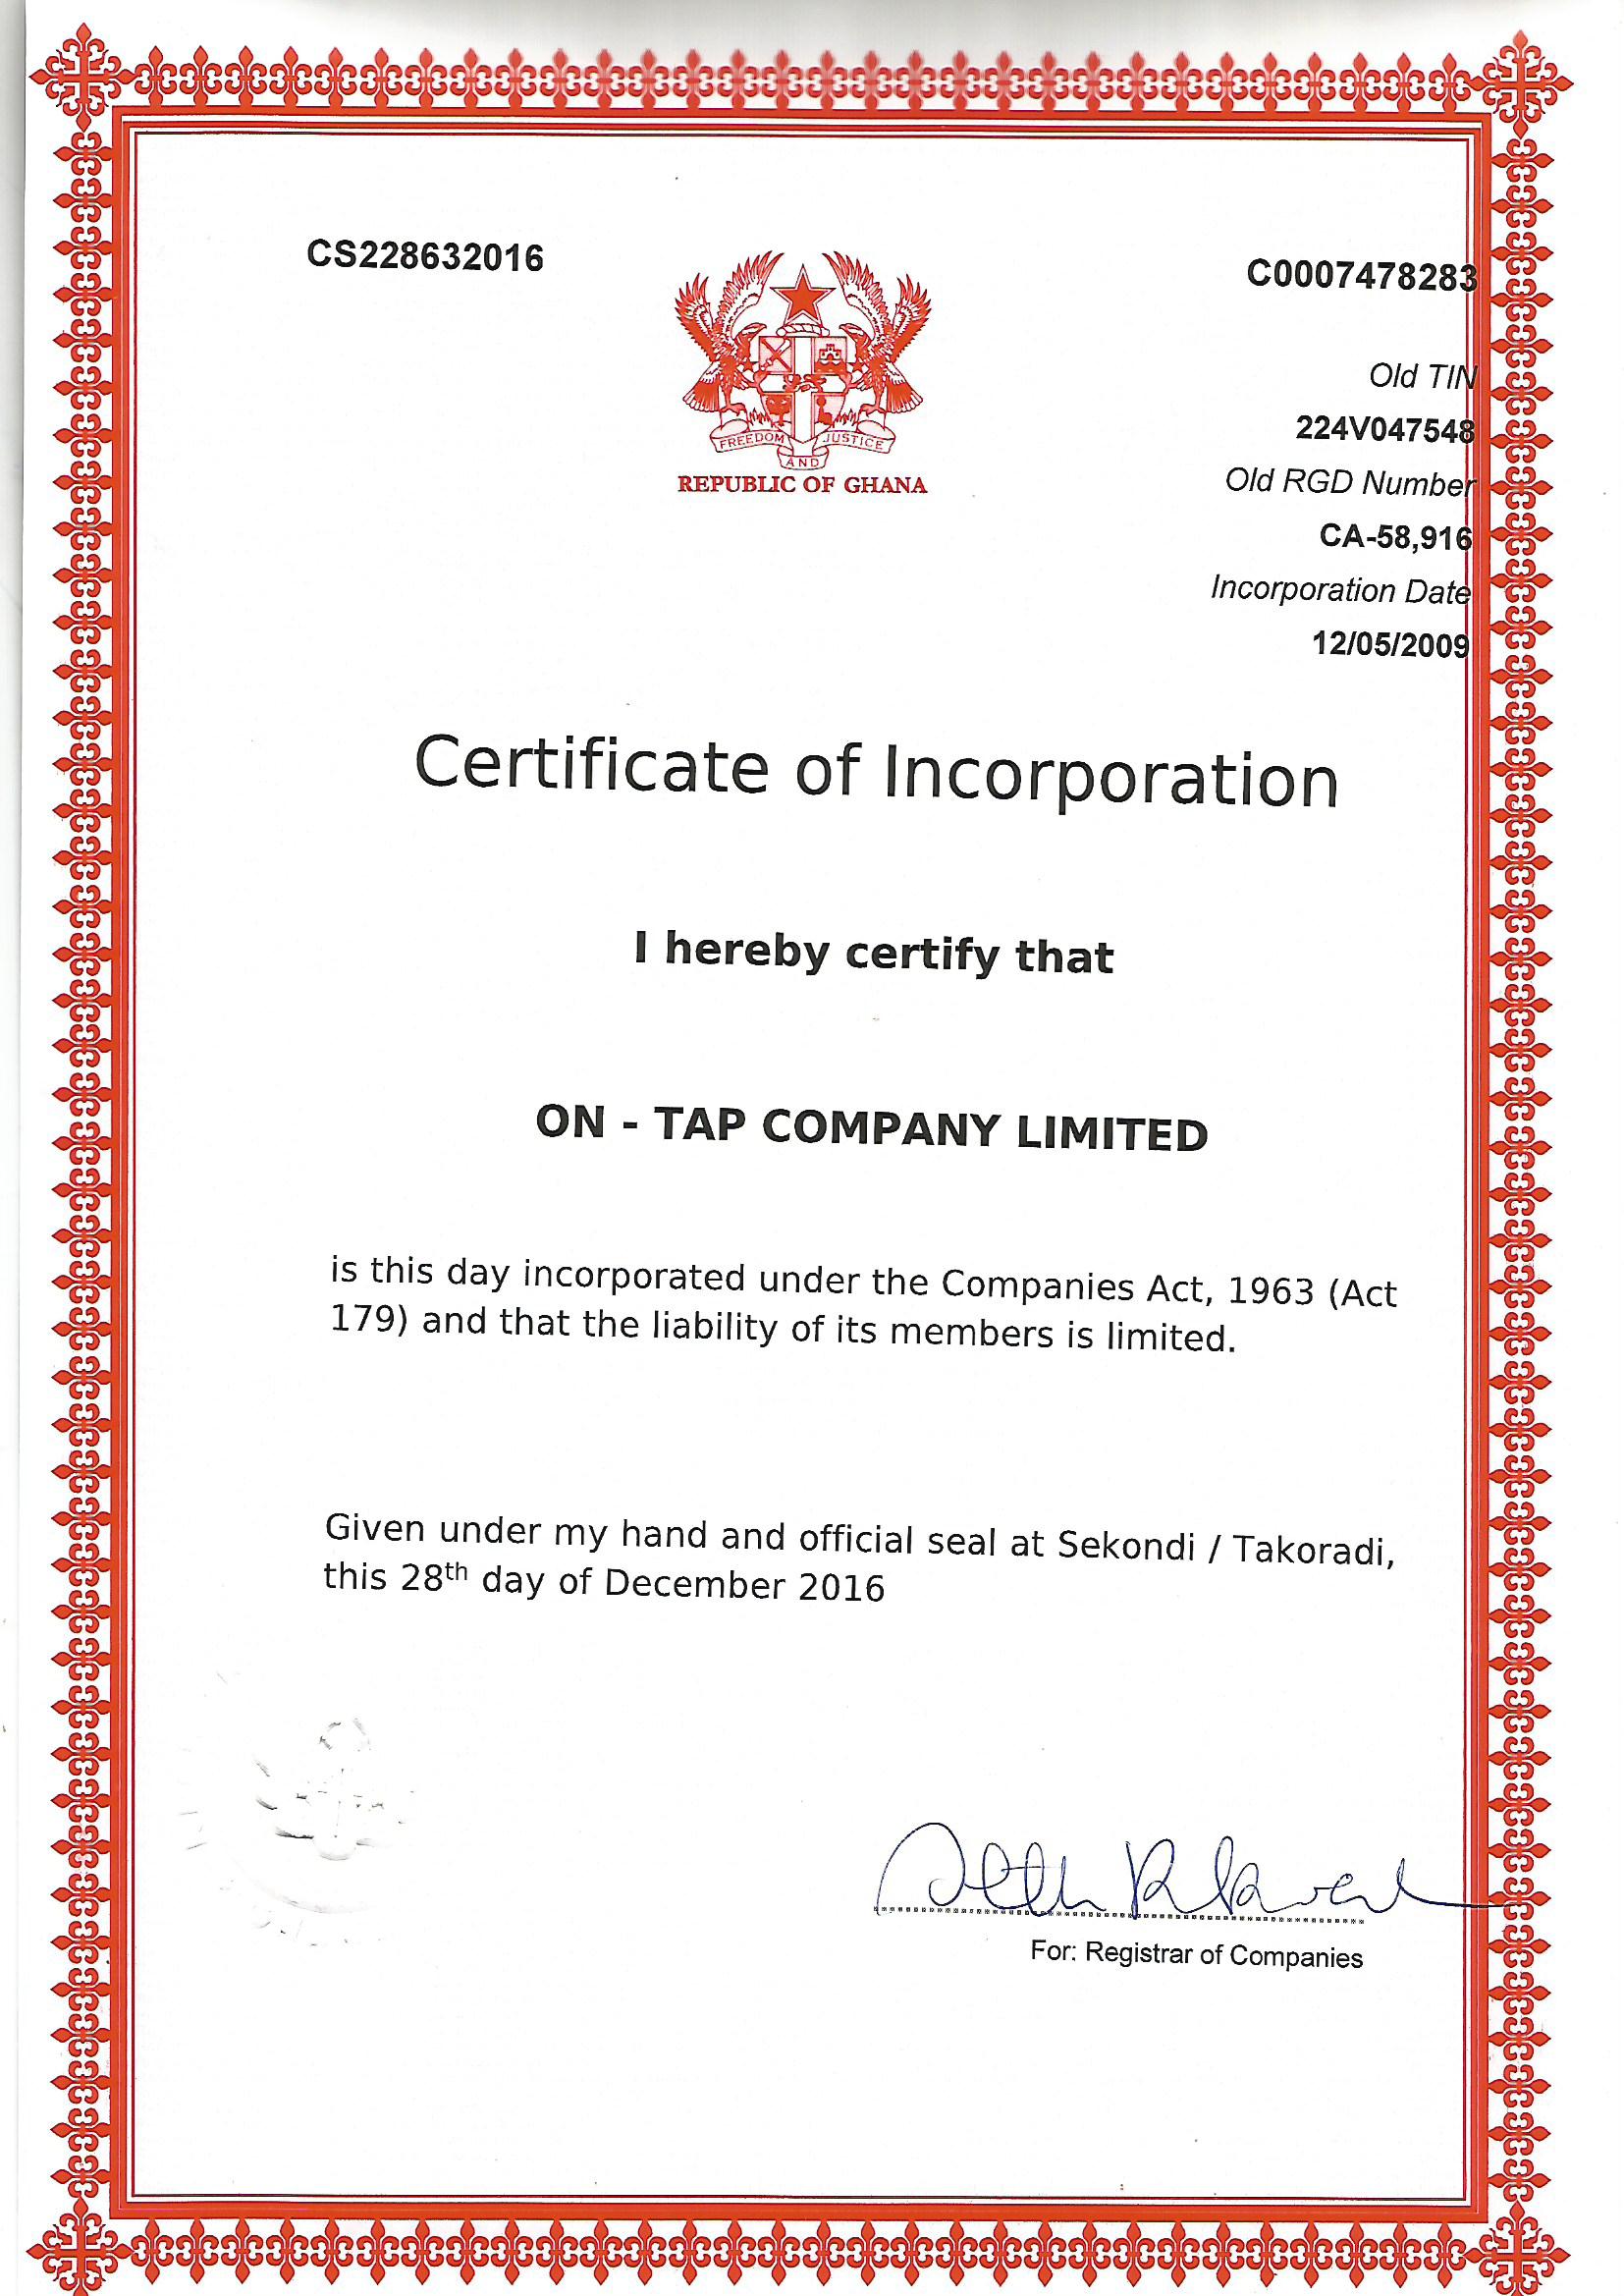 CS228632016
C0007478283
FREEDOM AND JUSTICE
REPUBLIC OF GHANA
Old TIN
224V047548
Old RGD Number
CA-58,916
Incorporation Date
12/05/2009
Certificate of Incorporation
I hereby certify that
ON - TAP COMPANY LIMITED
is this day incorporated under the Companies Act, 1963 (Act
179) and that the liability of its members is limited.
Given under my hand and official seal at Sekondi / Takoradi,
this 28th day of December 2016
For: Registrar of Companies